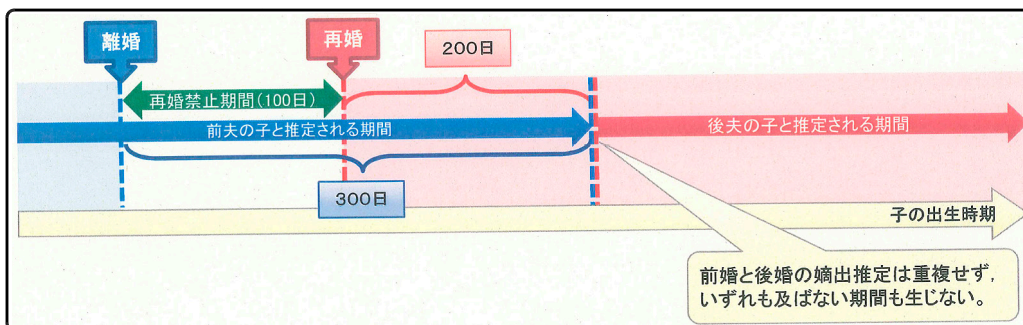 離婚
再婚
200日
再婚禁止期間(100日)
前夫の子と推定される期間
後夫の子と推定される期間
300日
子の出生時期
前婚と後婚の嫡出推定は重複せず,
いずれも及ばない期間も生じない。